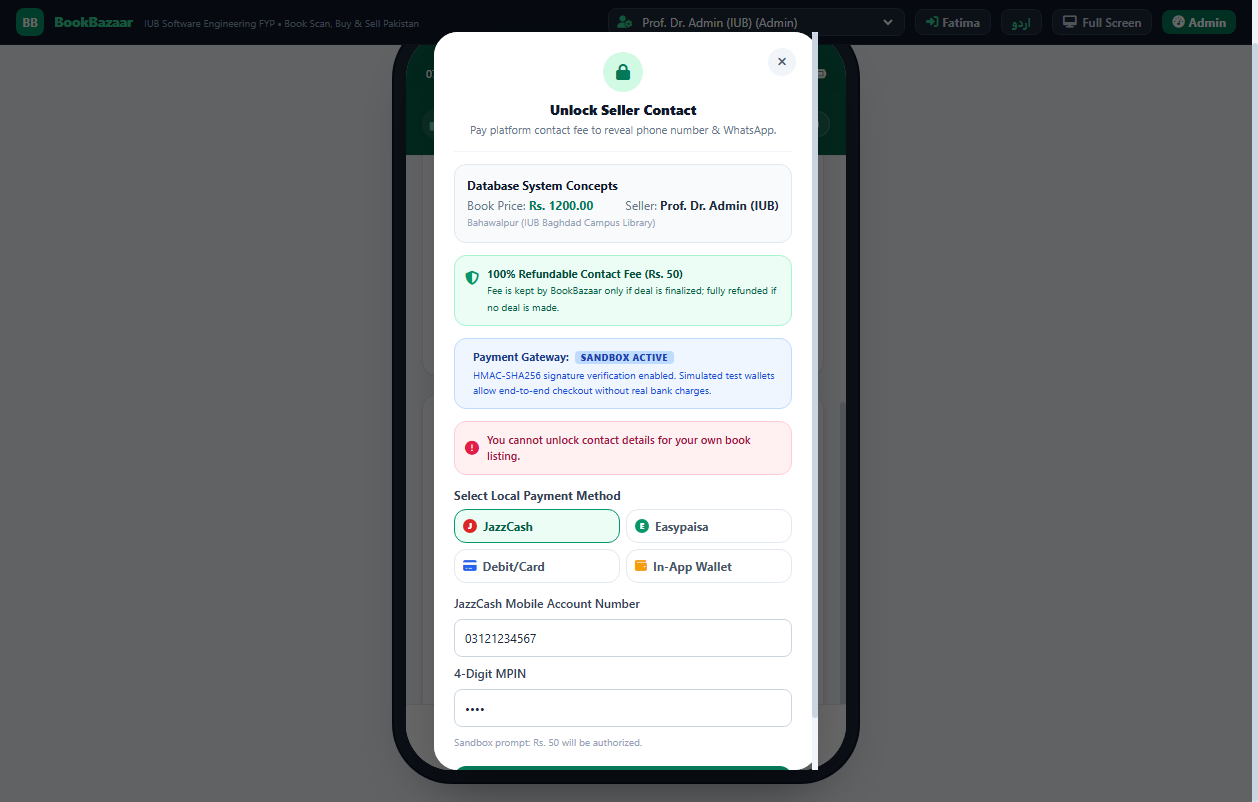 BB BookBazaar IUB Software Engineering FYP • Book Scan, Buy & Sell Pakistan Prof. Dr. Admin (IUB) (Admin) Fatima اردو Full Screen Admin
Unlock Seller Contact
Pay platform contact fee to reveal phone number & WhatsApp.
Database System Concepts
Book Price: Rs. 1200.00 Seller: Prof. Dr. Admin (IUB)
Bahawalpur (IUB Baghdad Campus Library)
100% Refundable Contact Fee (Rs. 50)
Fee is kept by BookBazaar only if deal is finalized; fully refunded if
no deal is made.
Payment Gateway: SANDBOX ACTIVE
HMAC-SHA256 signature verification enabled. Simulated test wallets
allow end-to-end checkout without real bank charges.
You cannot unlock contact details for your own book
listing.
Select Local Payment Method
J JazzCash E Easypaisa
Debit/Card In-App Wallet
JazzCash Mobile Account Number
03121234567
4-Digit MPIN
••••
Sandbox prompt: Rs. 50 will be authorized.